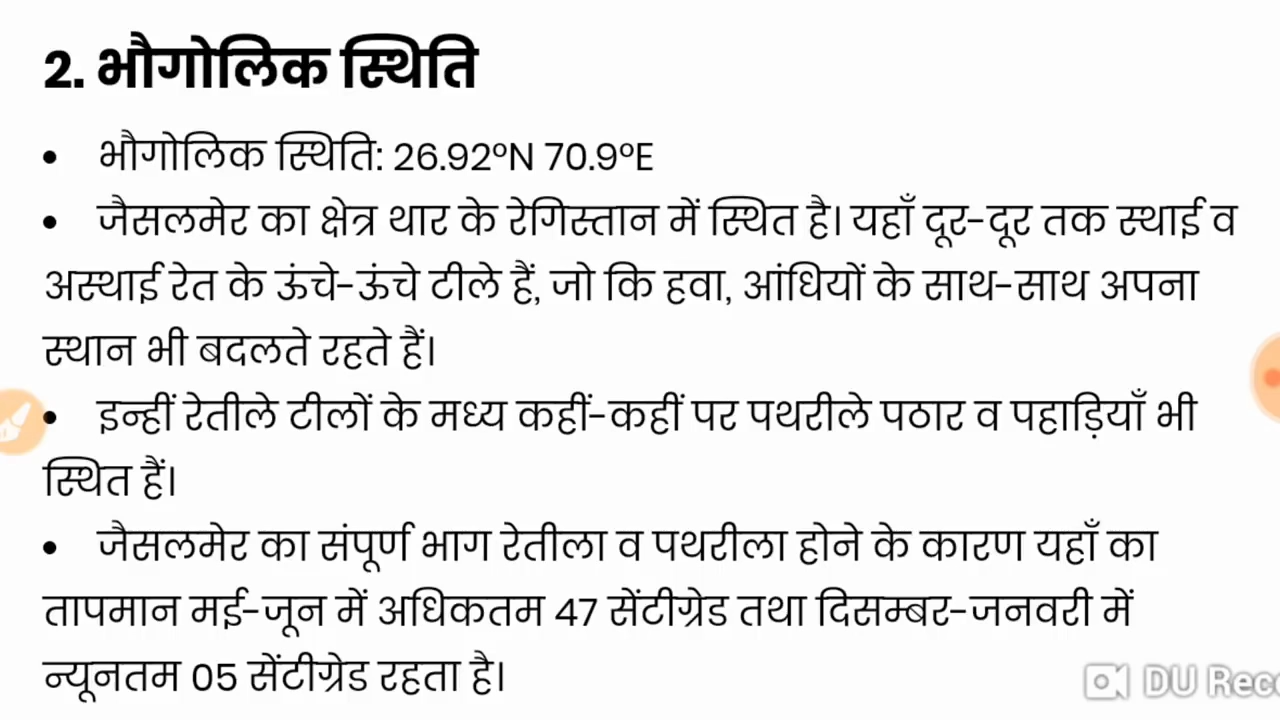 2. भौगोलिक स्थिति
• भौगोलिक स्थिति: 26.92°N 70.9°E
• जैसलमेर का क्षेत्र थार के रेगिस्तान में स्थित है। यहाँ दूर-दूर तक स्थाई व
अस्थाई रेत के ऊंचे-ऊंचे टीले हैं, जो कि हवा, आंधियों के साथ-साथ अपना
स्थान भी बदलते रहते हैं।
• इन्हीं रेतीले टीलों के मध्य कहीं-कहीं पर पथरीले पठार व पहाड़ियाँ भी
स्थित हैं।
• जैसलमेर का संपूर्ण भाग रेतीला व पथरीला होने के कारण यहाँ का
तापमान मई-जून में अधिकतम 47 सेंटीग्रेड तथा दिसम्बर-जनवरी में
न्यूनतम 05 सेंटीग्रेड रहता है।
DU Reco